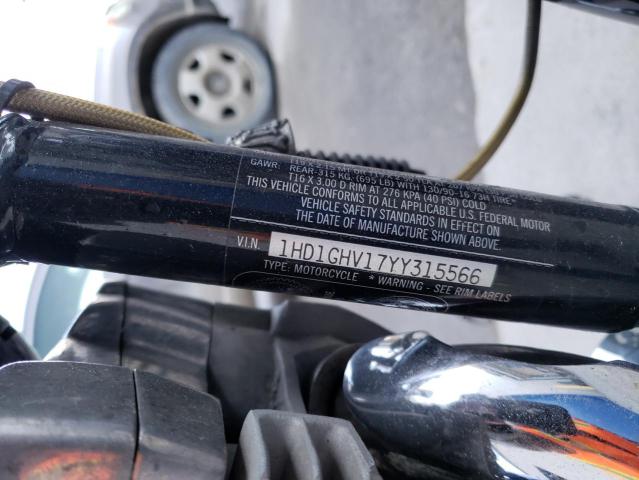 GAWR: REAR-315 KG. (695 LB) WITH 130/90-16 73H TIRE*
T16 X 3.00 D RIM AT 276 KPA (40 PSI) COLD
THIS VEHICLE CONFORMS TO ALL APPLICABLE U.S. FEDERAL MOTOR
VEHICLE SAFETY STANDARDS IN EFFECT ON
THE DATE OF MANUFACTURE SHOWN ABOVE.
V.I.N. 1HD1GHV17YY315566
TYPE: MOTORCYCLE * WARNING - SEE RIM LABELS